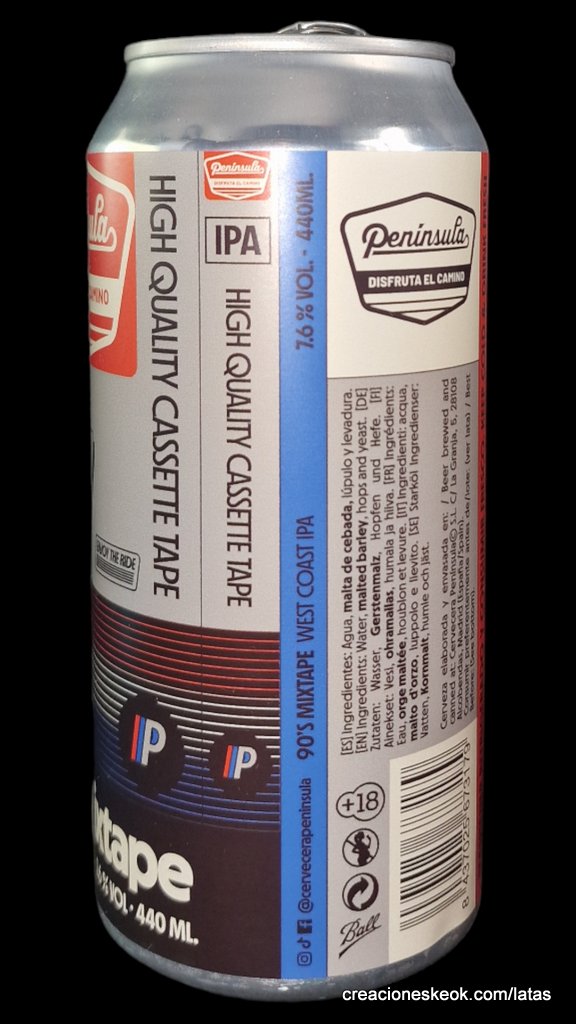 Península
DISFRUTA EL CAMINO
HIGH QUALITY CASSETTE TAPE
ENJOY THE RIDE
P
440 ML.
Península
DISFRUTA EL CAMINO
IPA
HIGH QUALITY CASSETTE TAPE
P
@cervecerapeninsula
90'S MIXTAPE WEST COAST IPA
7.6 % VOL. · 440ML.
[ES] Ingredientes: Agua, malta de cebada, lúpulo y levadura.
[EN] Ingredients: Water, malted barley, hops and yeast. [DE]
Zutaten: Wasser, Gerstenmalz, Hopfen und Hefe. [FI]
Ainekset: Vesi, ohramallas, humala ja hiiva. [FR] Ingrédients:
Eau, orge maltée, houblon et levure. [IT] Ingredienti: acqua,
malto d'orzo, luppolo e lievito. [SE] Starköl Ingredienser:
Vatten, Kornmalt, humle och jäst.
Cerveza elaborada y envasada en: / Beer brewed and
canned at: Cervecera Península© S.L. C/ La Granja, 5, 28108
Alcobendas, Madrid (España/Spain).
Consumir preferentemente antes de/lote: (ver lata) / Best
Before: (see bottom).
+18
Ball
8 437025 673179
creacioneskeok.com/latas